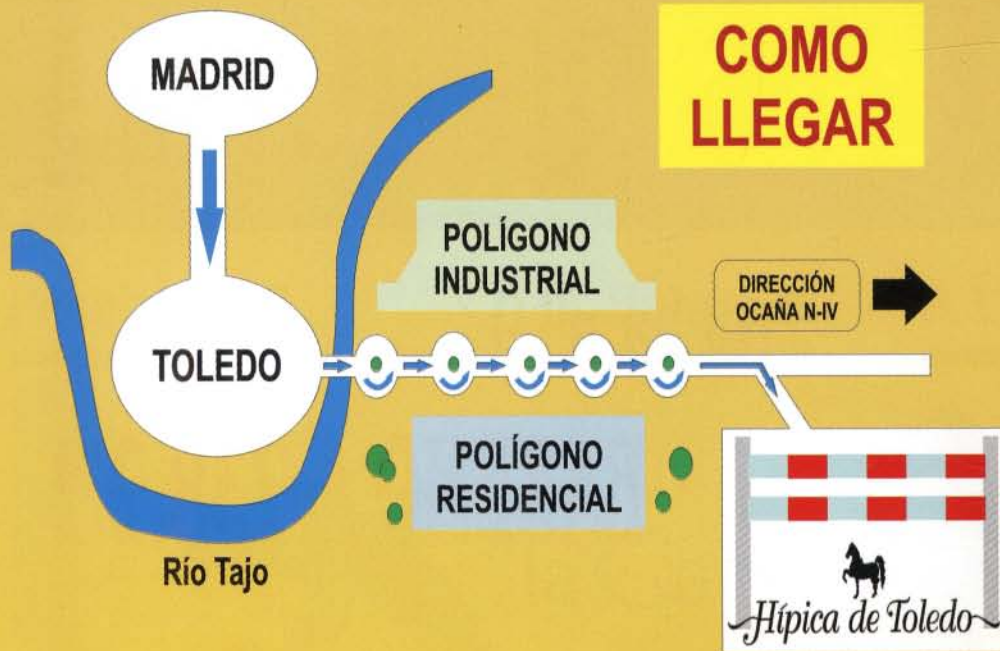 MADRID
COMO
LLEGAR
POLÍGONO
INDUSTRIAL
DIRECCIÓN
OCAÑA N-IV
TOLEDO
POLÍGONO
RESIDENCIAL
Río Tajo
Hípica de Toledo